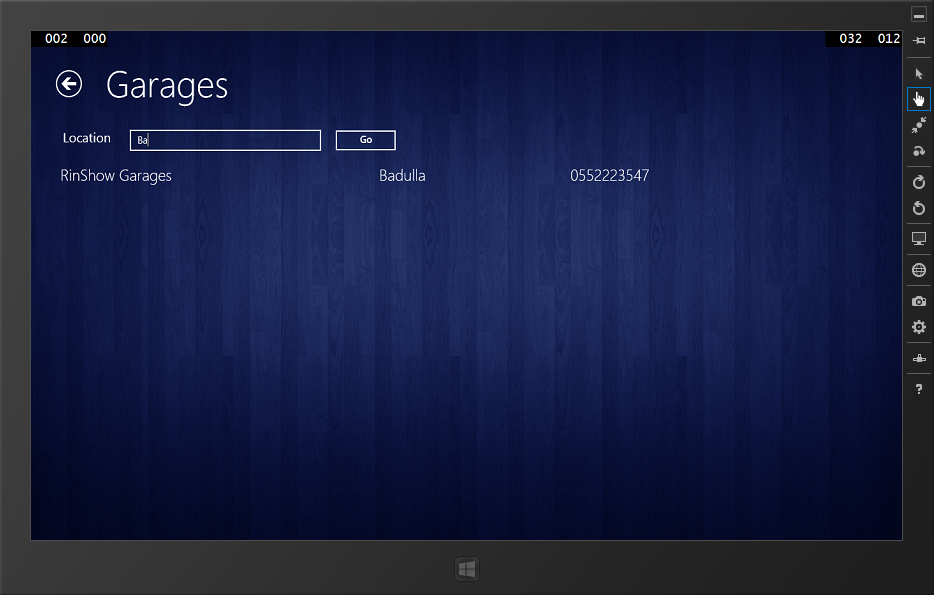 002 000 032 012
Garages
Location Ba Go
RinShow Garages Badulla 0552223547
?